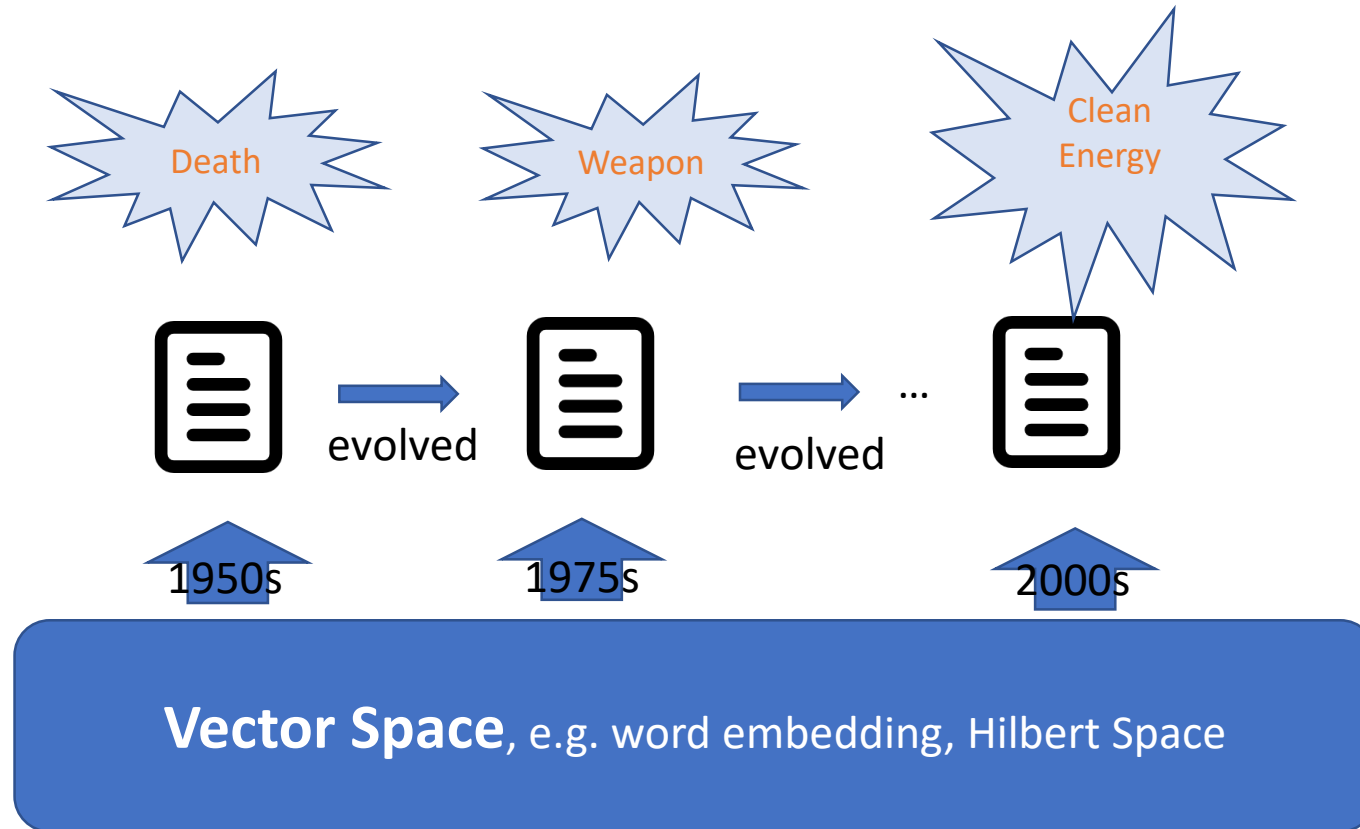 Death
Weapon
Clean
Energy
evolved
evolved
...
1950s
1975s
2000s
Vector Space, e.g. word embedding, Hilbert Space